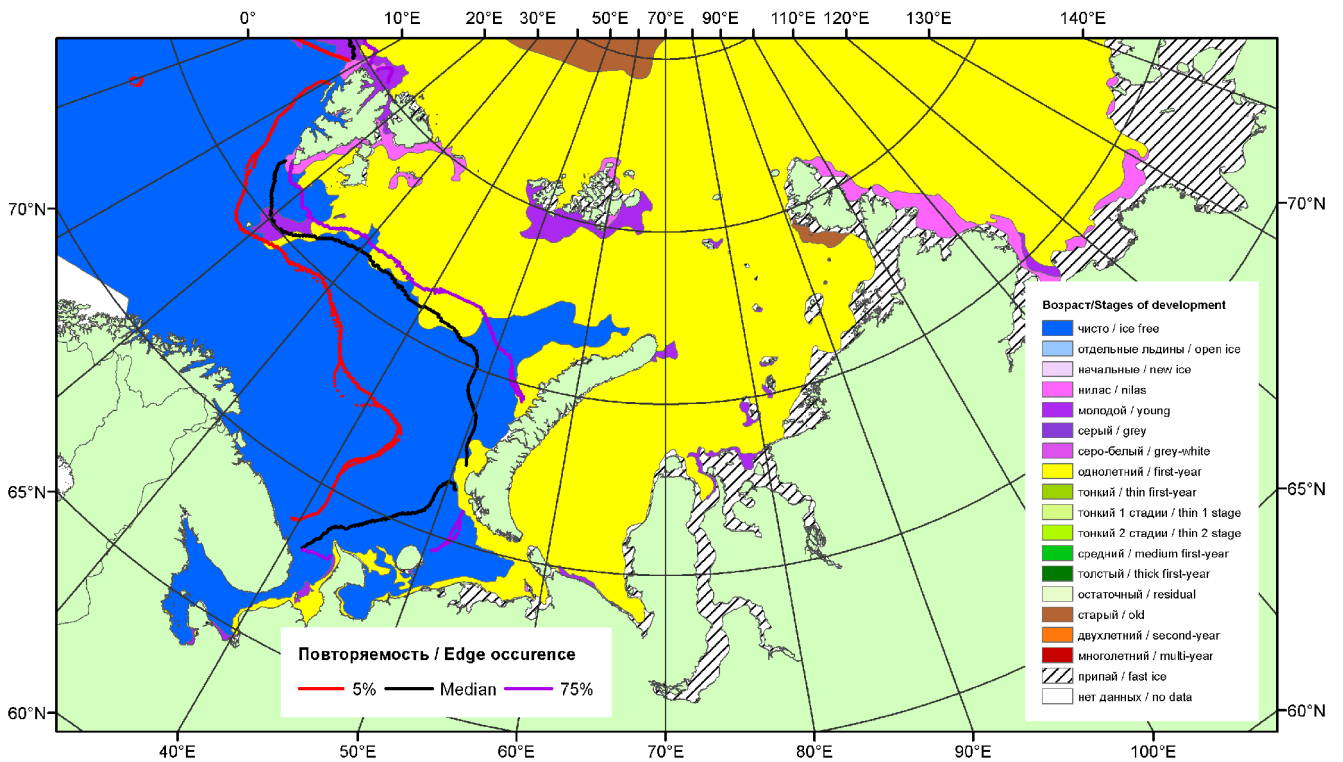 0° 10°E 20°E 30°E 50°E 70°E 90°E 110°E 120°E 130°E 140°E
70°N 70°N
65°N 65°N
60°N 60°N
Возраст/Stages of development
чисто / ice free
отдельные льдины / open ice
начальные / new ice
нилас / nilas
молодой / young
серый / grey
серо-белый / grey-white
однолетний / first-year
тонкий / thin first-year
тонкий 1 стадии / thin 1 stage
тонкий 2 стадии / thin 2 stage
средний / medium first-year
толстый / thick first-year
остаточный / residual
старый / old
двухлетний / second-year
многолетний / multi-year
припай / fast ice
нет данных / no data
Повторяемость / Edge occurence
5% Median 75%
40°E 50°E 60°E 70°E 80°E 90°E 100°E